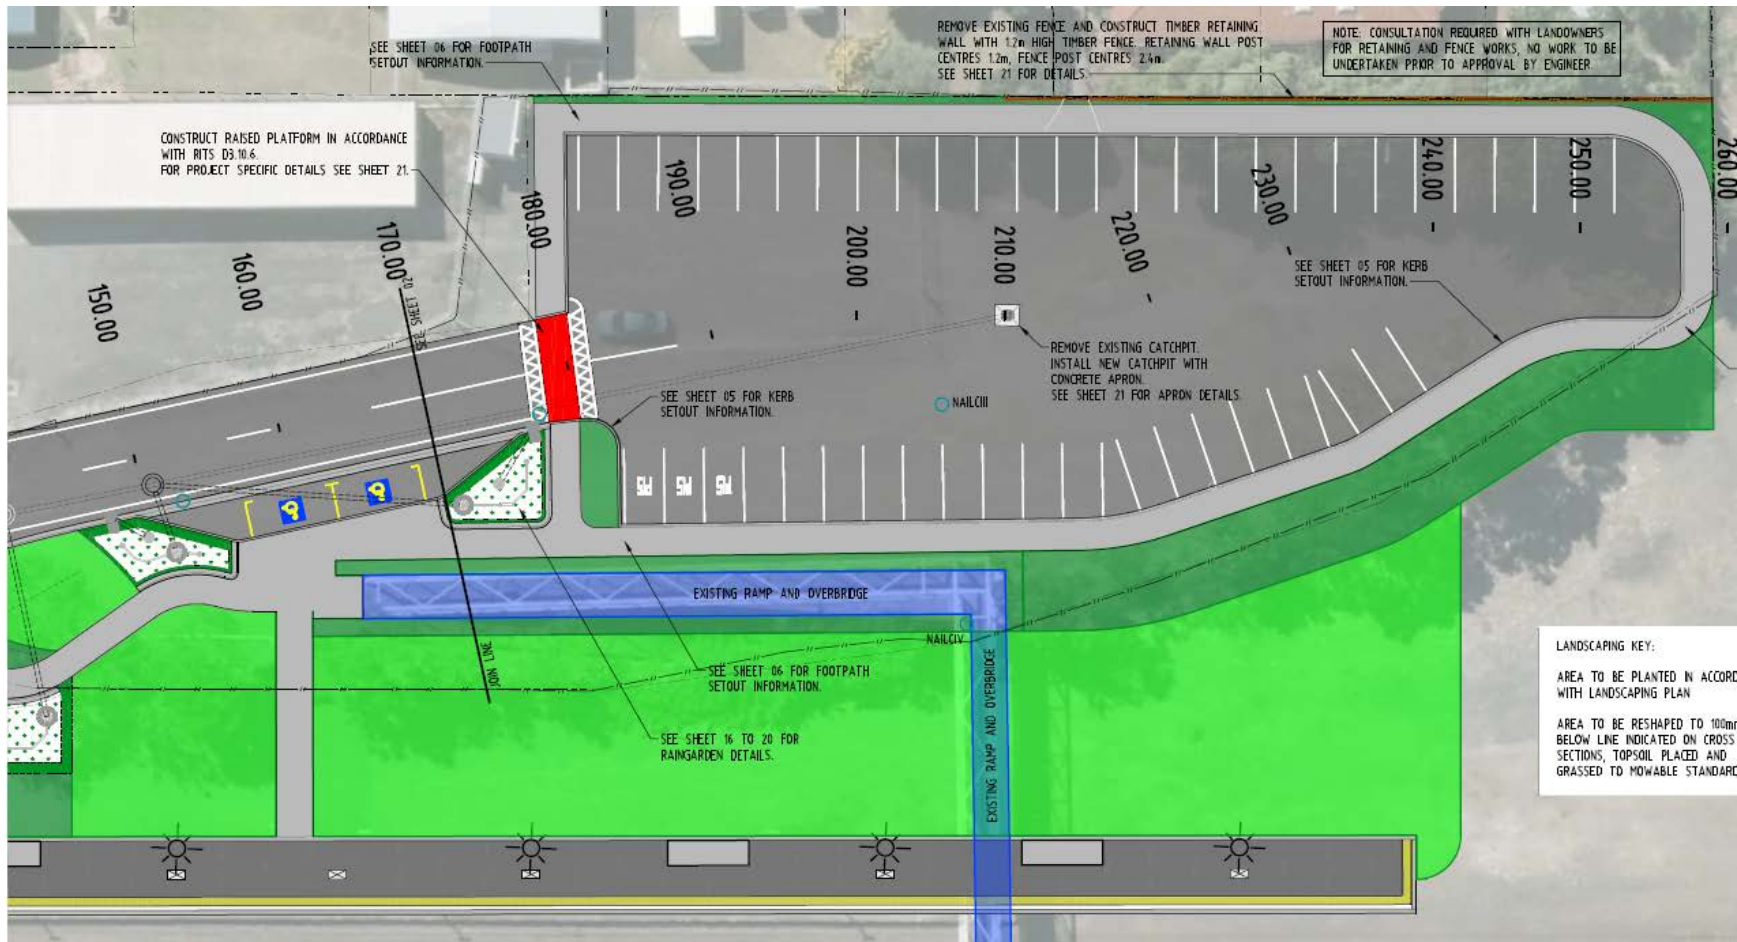 SEE SHEET 06 FOR FOOTPATH
SETOUT INFORMATION.
REMOVE EXISTING FENCE AND CONSTRUCT TIMBER RETAINING
WALL WITH 1.2m HIGH TIMBER FENCE. RETAINING WALL POST
CENTRES 1.2m, FENCE POST CENTRES 2.4m.
SEE SHEET 21 FOR DETAILS.
NOTE: CONSULTATION REQUIRED WITH LANDOWNERS
FOR RETAINING AND FENCE WORKS, NO WORK TO BE
UNDERTAKEN PRIOR TO APPROVAL BY ENGINEER.
CONSTRUCT RAISED PLATFORM IN ACCORDANCE
WITH RITS D3.10.6.
FOR PROJECT SPECIFIC DETAILS SEE SHEET 21.
150.00
160.00
170.00
180.00
190.00
200.00
210.00
220.00
230.00
240.00
250.00
260.00
SEE SHEET 02
SEE SHEET 05 FOR KERB
SETOUT INFORMATION.
REMOVE EXISTING CATCHPIT.
INSTALL NEW CATCHPIT WITH
CONCRETE APRON.
SEE SHEET 21 FOR APRON DETAILS.
SEE SHEET 05 FOR KERB
SETOUT INFORMATION.
NAILCIII
EXISTING RAMP AND OVERBRIDGE
NAILCIV
JOIN LINE
SEE SHEET 06 FOR FOOTPATH
SETOUT INFORMATION.
EXISTING RAMP AND OVERBRIDGE
SEE SHEET 16 TO 20 FOR
RAINGARDEN DETAILS.
LANDSCAPING KEY:
AREA TO BE PLANTED IN ACCORD
WITH LANDSCAPING PLAN
AREA TO BE RESHAPED TO 100mm
BELOW LINE INDICATED ON CROSS
SECTIONS, TOPSOIL PLACED AND
GRASSED TO MOWABLE STANDARD